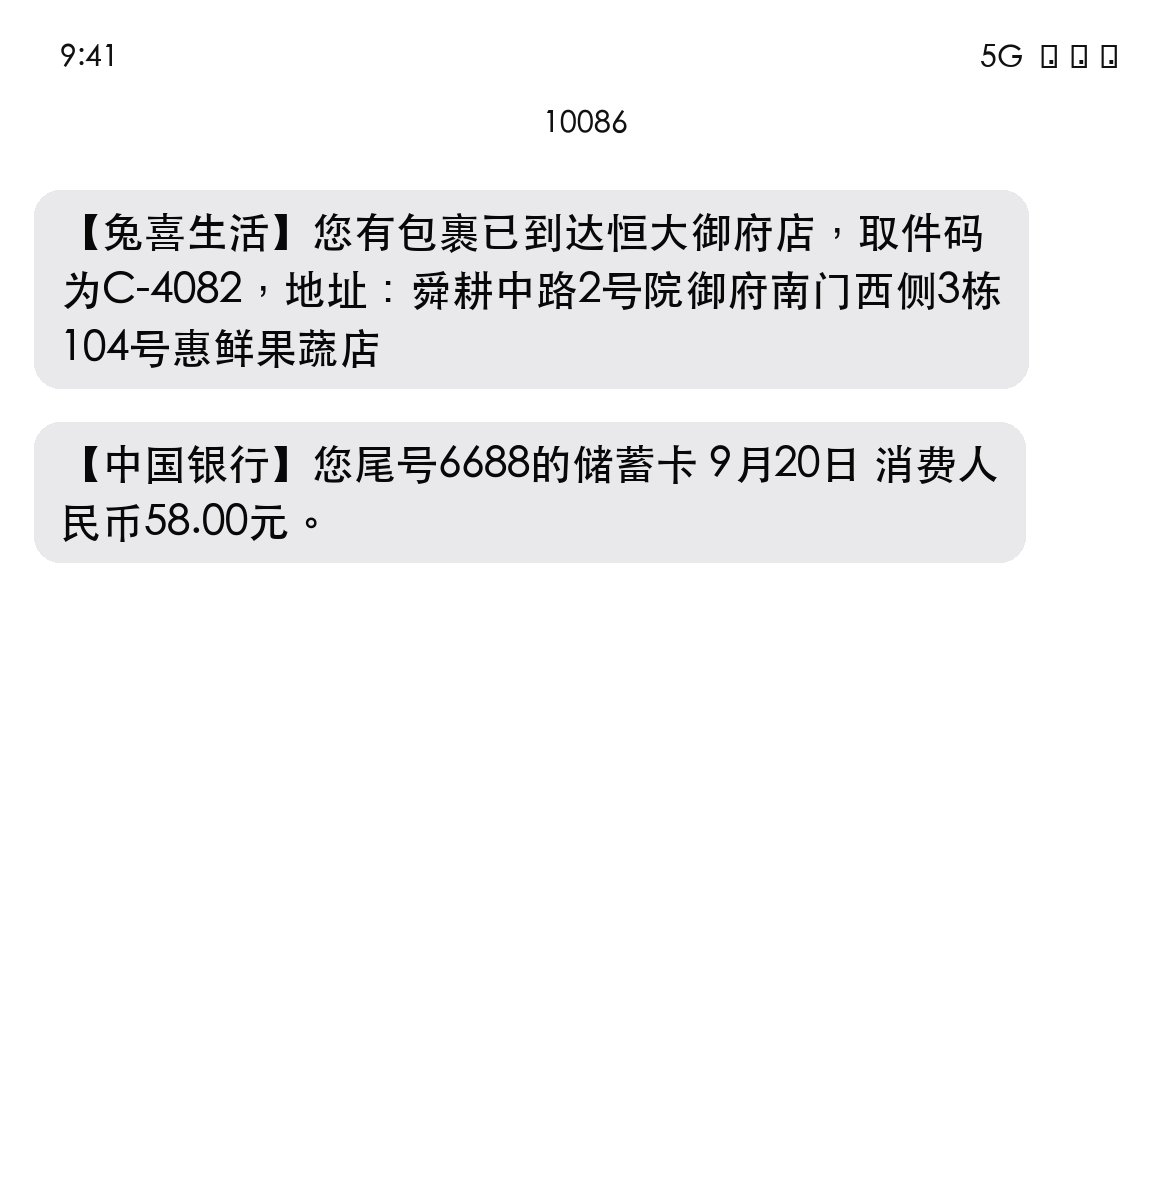 9:41
5G
10086
【兔喜生活】您有包裹已到达恒大御府店，取件码
为C-4082，地址：舜耕中路2号院御府南门西侧3栋
104号惠鲜果蔬店
【中国银行】您尾号6688的储蓄卡 9月20日 消费人
民币58.00元。